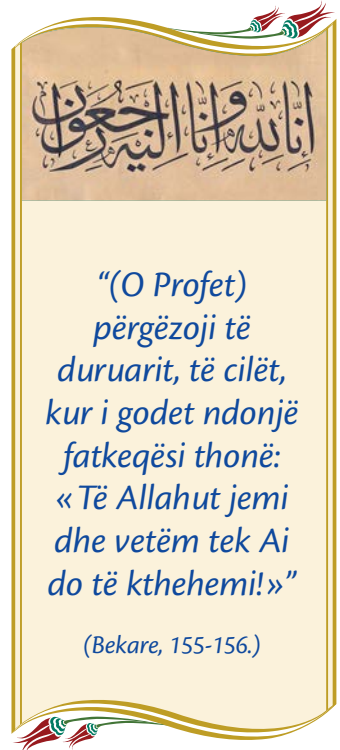 إنا لله وإنا إليه راجعون
“(O Profet)
përgëzoji të
duruarit, të cilët,
kur i godet ndonjë
fatkeqësi thonë:
« Të Allahut jemi
dhe vetëm tek Ai
do të kthehemi!»”
(Bekare, 155-156.)